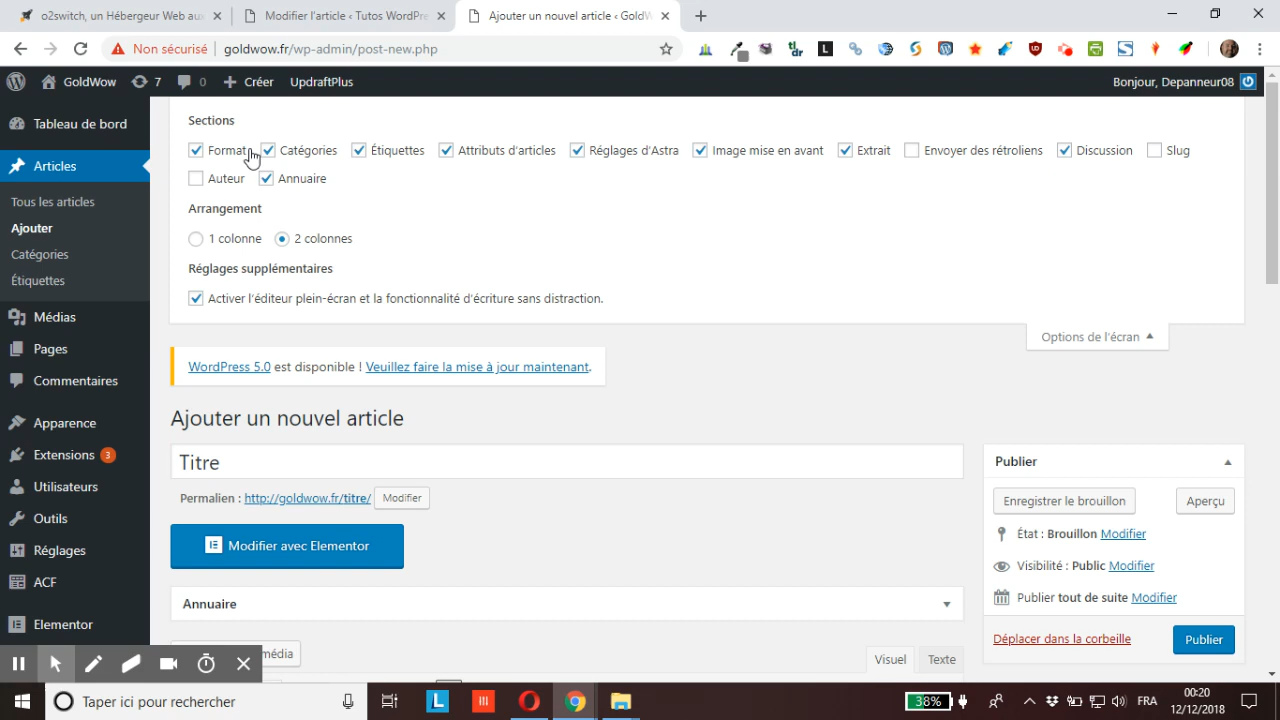 o2switch, un Hébergeur Web aux
Modifier l'article ‹ Tutos WordPre
Ajouter un nouvel article ‹ GoldW
Non sécurisé
goldwow.fr/wp-admin/post-new.php
GoldWow
7
0
Créer
UpdraftPlus
Bonjour, Depanneur08
Tableau de bord
Articles
Tous les articles
Ajouter
Catégories
Étiquettes
Médias
Pages
Commentaires
Apparence
Extensions 3
Utilisateurs
Outils
Réglages
ACF
Elementor
Sections
Format Catégories Étiquettes Attributs d'articles Réglages d'Astra Image mise en avant Extrait Envoyer des rétroliens Discussion Slug
Auteur Annuaire
Arrangement
1 colonne 2 colonnes
Réglages supplémentaires
Activer l'éditeur plein-écran et la fonctionnalité d'écriture sans distraction.
Options de l'écran
WordPress 5.0 est disponible ! Veuillez faire la mise à jour maintenant.
Ajouter un nouvel article
Titre
Permalien : http://goldwow.fr/titre/ Modifier
Modifier avec Elementor
Annuaire
média
Visuel Texte
Publier
Enregistrer le brouillon Aperçu
État : Brouillon Modifier
Visibilité : Public Modifier
Publier tout de suite Modifier
Déplacer dans la corbeille Publier
Taper ici pour rechercher
38%
FRA
00:20
12/12/2018